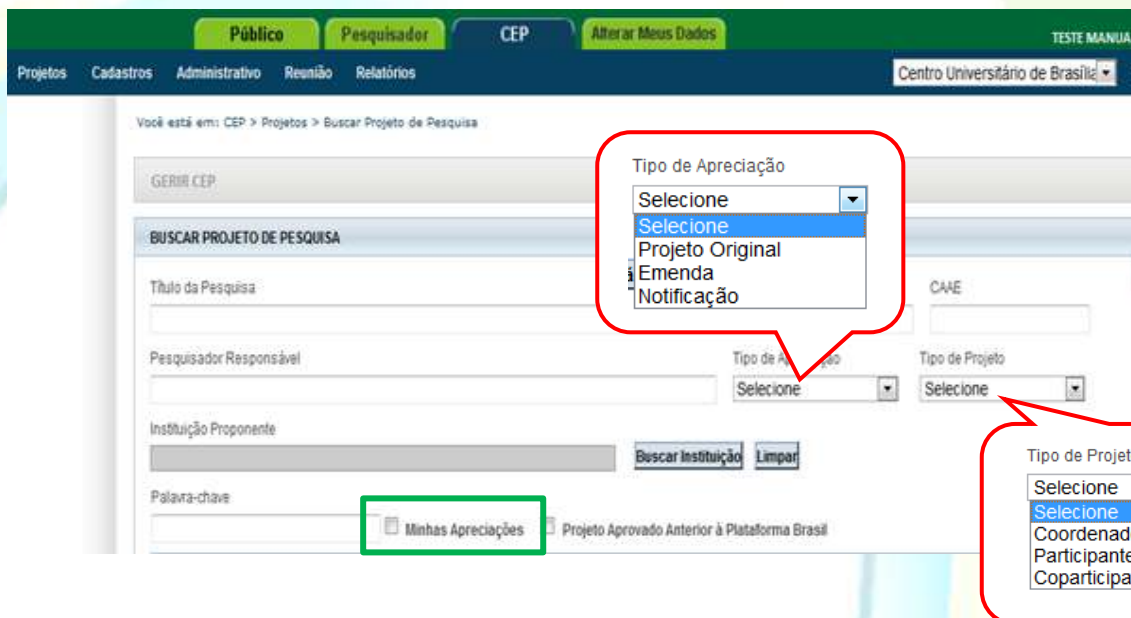 Público Pesquisador CEP Alterar Meus Dados TESTE MANUA
Projetos Cadastros Administrativo Reunião Relatórios Centro Universitário de Brasília
Você está em: CEP > Projetos > Buscar Projeto de Pesquisa
GERIR CEP
BUSCAR PROJETO DE PESQUISA
Tipo de Apreciação
Selecione
Selecione
Projeto Original
Emenda
Notificação
Título da Pesquisa CAAE
Pesquisador Responsável Tipo de Tipo de Projeto
Selecione Selecione
Instituição Proponente
Buscar Instituição Limpar
Palavra-chave
Minhas Apreciações Projeto Aprovado Anterior à Plataforma Brasil
Tipo de Projet
Selecione
Selecione
Coordenad
Participante
Coparticipa